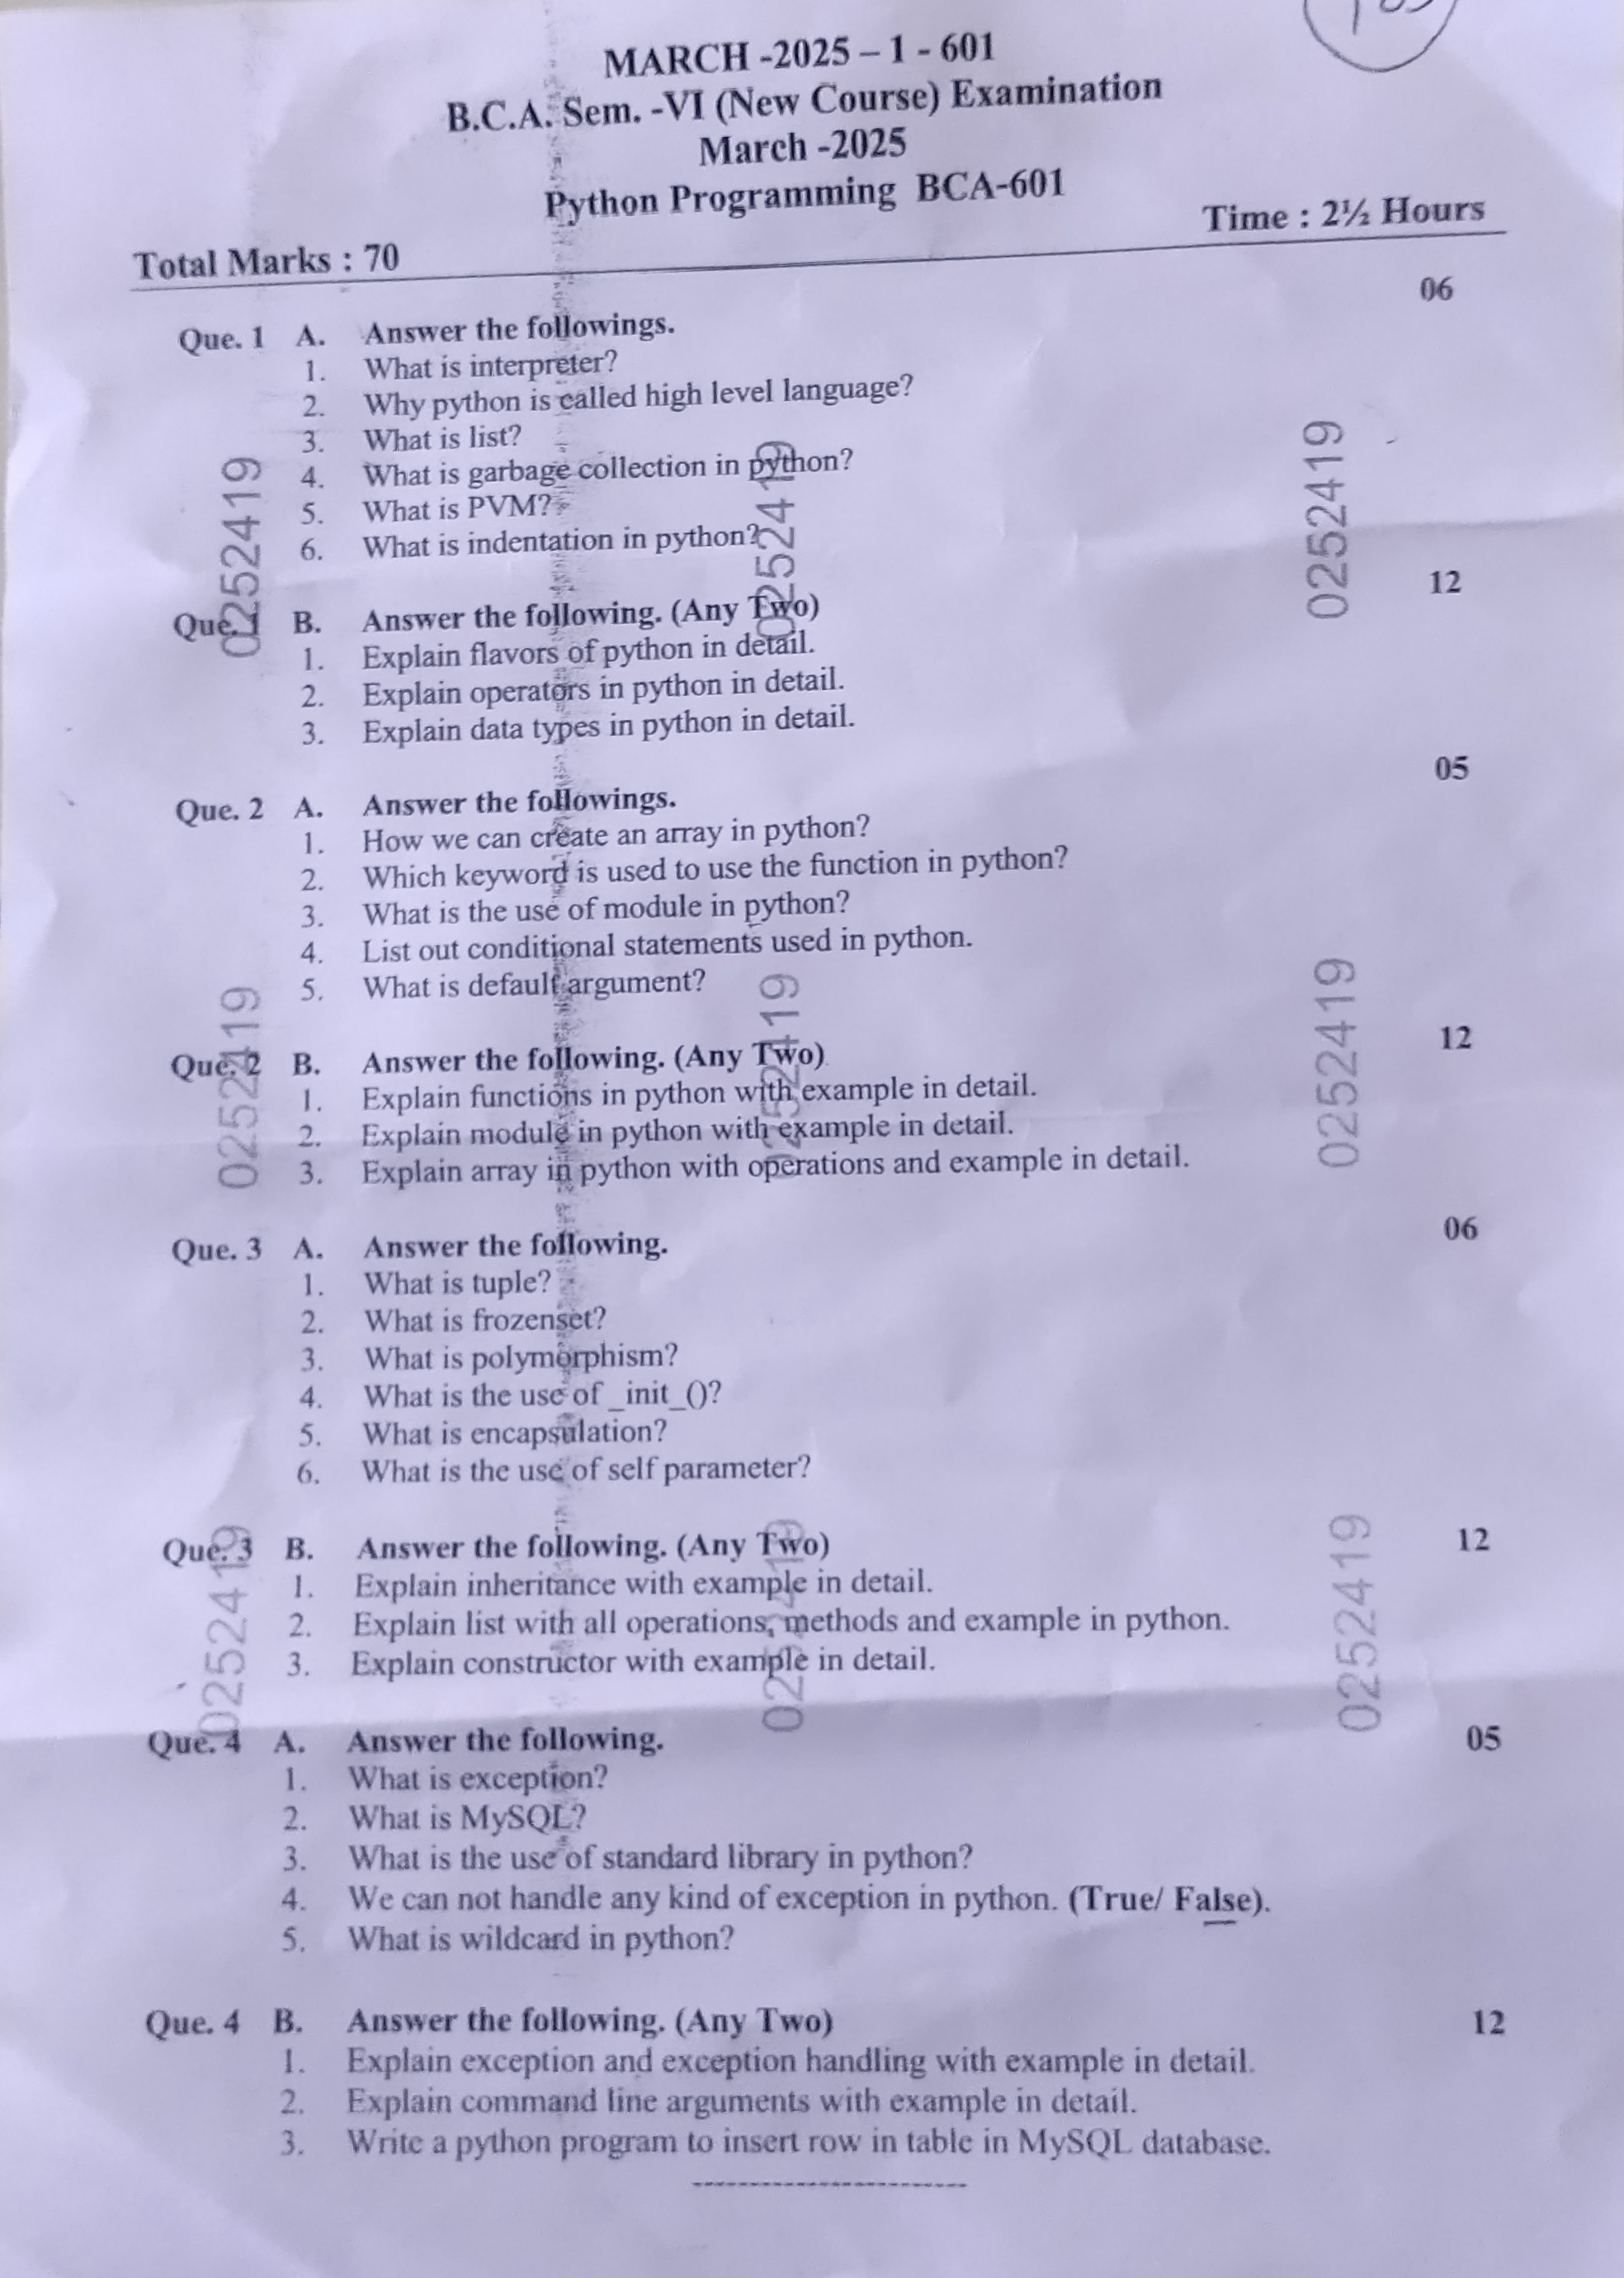 MARCH -2025 – 1 - 601
B.C.A. Sem. -VI (New Course) Examination
March -2025
Python Programming BCA-601
Total Marks : 70 Time : 2½ Hours
Que. 1 A. Answer the followings. 06
1. What is interpreter?
2. Why python is called high level language?
3. What is list?
4. What is garbage collection in python?
5. What is PVM?
6. What is indentation in python?
Que. 1 B. Answer the following. (Any Two) 12
1. Explain flavors of python in detail.
2. Explain operators in python in detail.
3. Explain data types in python in detail.
Que. 2 A. Answer the followings. 05
1. How we can create an array in python?
2. Which keyword is used to use the function in python?
3. What is the use of module in python?
4. List out conditional statements used in python.
5. What is default argument?
Que. 2 B. Answer the following. (Any Two) 12
1. Explain functions in python with example in detail.
2. Explain module in python with example in detail.
3. Explain array in python with operations and example in detail.
Que. 3 A. Answer the following. 06
1. What is tuple?
2. What is frozenset?
3. What is polymorphism?
4. What is the use of _init_()?
5. What is encapsulation?
6. What is the use of self parameter?
Que. 3 B. Answer the following. (Any Two) 12
1. Explain inheritance with example in detail.
2. Explain list with all operations, methods and example in python.
3. Explain constructor with example in detail.
Que. 4 A. Answer the following. 05
1. What is exception?
2. What is MySQL?
3. What is the use of standard library in python?
4. We can not handle any kind of exception in python. (True/ False).
5. What is wildcard in python?
Que. 4 B. Answer the following. (Any Two) 12
1. Explain exception and exception handling with example in detail.
2. Explain command line arguments with example in detail.
3. Write a python program to insert row in table in MySQL database.
0252419
0252419
0252419
0252419
0252419
0252419
0252419
0252419
0252419